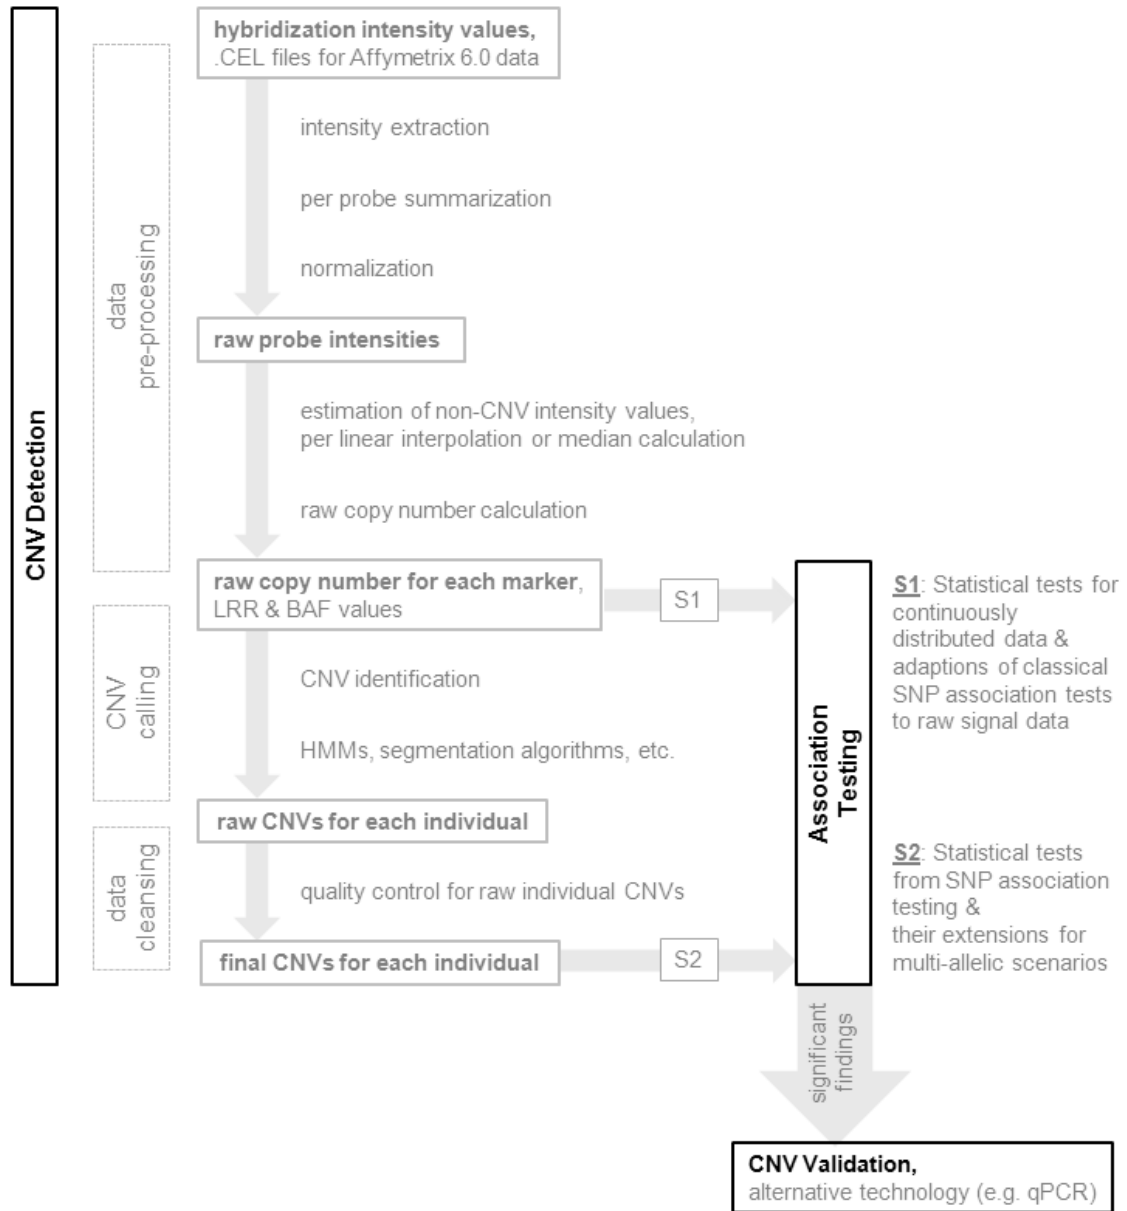 hybridization intensity values,
.CEL files for Affymetrix 6.0 data
intensity extraction
per probe summarization
normalization
data
pre-processing
raw probe intensities
estimation of non-CNV intensity values,
per linear interpolation or median calculation
raw copy number calculation
CNV Detection
raw copy number for each marker,
LRR & BAF values
S1
S1: Statistical tests for
continuously
distributed data &
adaptions of classical
SNP association tests
to raw signal data
CNV
calling
CNV identification
HMMs, segmentation algorithms, etc.
Association
Testing
raw CNVs for each individual
data
cleansing
quality control for raw individual CNVs
final CNVs for each individual
S2
S2: Statistical tests
from SNP association
testing &
their extensions for
multi-allelic scenarios
significant
findings
CNV Validation,
alternative technology (e.g. qPCR)